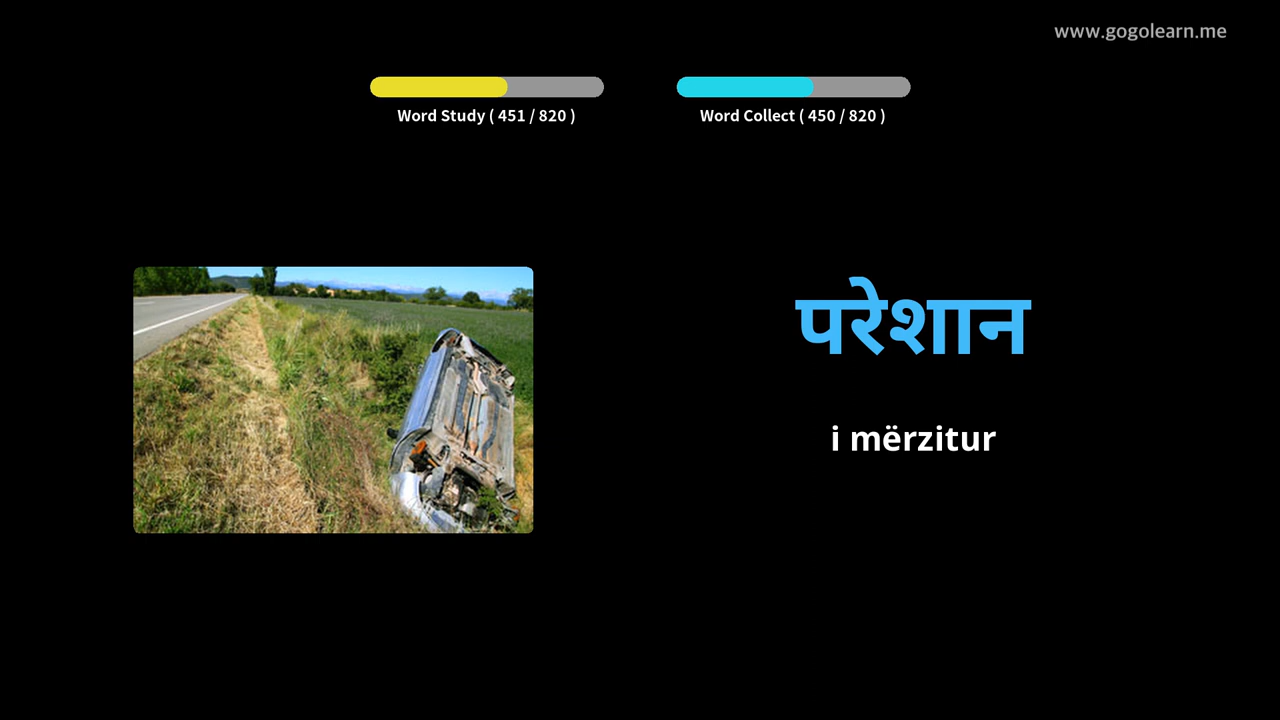 www.gogolearn.me
Word Study ( 451 / 820 )
Word Collect ( 450 / 820 )
परेशान
i mërzitur